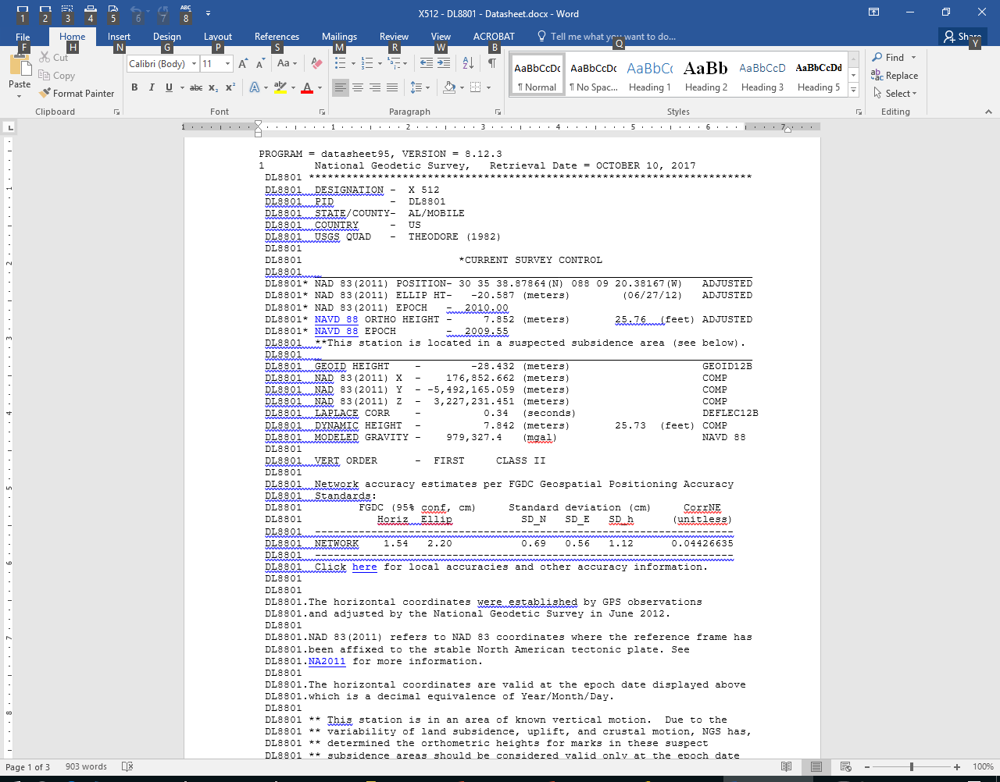 1 2 3 4 5 6 7 ABC 8
X512 - DL8801 - Datasheet.docx - Word
File Home Insert Design Layout References Mailings Review View ACROBAT Tell me what you want to do... Share
F H N G P S M R W B Q Y
Cut
Copy
Paste
Format Painter
Calibri (Body) 11 A A Aa
B I U abc x₂ x² A ab A
AaBbCcDc AaBbCcDc AaBbCc AaBb AaBbCcD AaBbCcDd
¶ Normal ¶ No Spac... Heading 1 Heading 2 Heading 3 Heading 5
Find
Replace
Select
Clipboard Font Paragraph Styles Editing
1 1 2 3 4 5 6 7
PROGRAM = datasheet95, VERSION = 8.12.3
1        National Geodetic Survey,   Retrieval Date = OCTOBER 10, 2017
DL8801 ***********************************************************************
DL8801  DESIGNATION -  X 512
DL8801  PID         -  DL8801
DL8801  STATE/COUNTY-  AL/MOBILE
DL8801  COUNTRY     -  US
DL8801  USGS QUAD   -  THEODORE (1982)
DL8801
DL8801                         *CURRENT SURVEY CONTROL
DL8801
DL8801* NAD 83(2011) POSITION- 30 35 38.87864(N) 088 09 20.38167(W)   ADJUSTED
DL8801* NAD 83(2011) ELLIP HT-   -20.587 (meters)        (06/27/12)   ADJUSTED
DL8801* NAD 83(2011) EPOCH   -  2010.00
DL8801* NAVD 88 ORTHO HEIGHT -     7.852 (meters)       25.76  (feet) ADJUSTED
DL8801* NAVD 88 EPOCH        -  2009.55
DL8801  **This station is located in a suspected subsidence area (see below).
DL8801
DL8801  GEOID HEIGHT    -        -28.432 (meters)                     GEOID12B
DL8801  NAD 83(2011) X  -    176,852.662 (meters)                     COMP
DL8801  NAD 83(2011) Y  - -5,492,165.059 (meters)                     COMP
DL8801  NAD 83(2011) Z  -  3,227,231.451 (meters)                     COMP
DL8801  LAPLACE CORR    -          0.34  (seconds)                    DEFLEC12B
DL8801  DYNAMIC HEIGHT  -          7.842 (meters)       25.73  (feet) COMP
DL8801  MODELED GRAVITY -    979,327.4   (mgal)                       NAVD 88
DL8801
DL8801  VERT ORDER      -  FIRST     CLASS II
DL8801
DL8801  Network accuracy estimates per FGDC Geospatial Positioning Accuracy
DL8801  Standards:
DL8801         FGDC (95% conf, cm)     Standard deviation (cm)     CorrNE
DL8801            Horiz  Ellip           SD_N   SD_E   SD_h      (unitless)
DL8801  -------------------------------------------------------------------
DL8801  NETWORK    1.54   2.20           0.69   0.56   1.12      0.04426635
DL8801  -------------------------------------------------------------------
DL8801  Click here for local accuracies and other accuracy information.
DL8801
DL8801
DL8801.The horizontal coordinates were established by GPS observations
DL8801.and adjusted by the National Geodetic Survey in June 2012.
DL8801
DL8801.NAD 83(2011) refers to NAD 83 coordinates where the reference frame has
DL8801.been affixed to the stable North American tectonic plate. See
DL8801.NA2011 for more information.
DL8801
DL8801.The horizontal coordinates are valid at the epoch date displayed above
DL8801.which is a decimal equivalence of Year/Month/Day.
DL8801
DL8801 ** This station is in an area of known vertical motion.  Due to the
DL8801 ** variability of land subsidence, uplift, and crustal motion, NGS has,
DL8801 ** determined the orthometric heights for marks in these suspect
DL8801 ** subsidence areas should be considered valid only at the epoch date
Page 1 of 3 903 words 100%